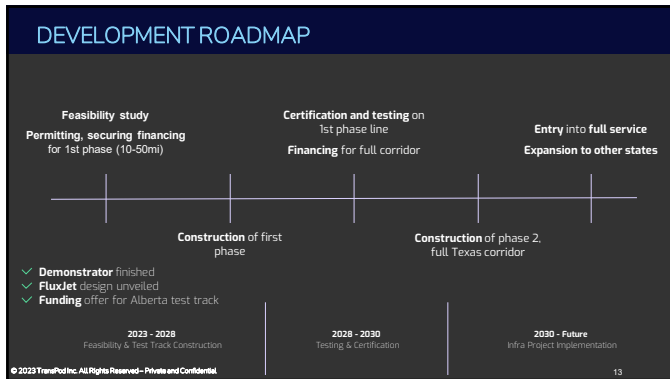 DEVELOPMENT ROADMAP
Feasibility study
Permitting, securing financing
for 1st phase (10-50mi)
Certification and testing on
1st phase line
Financing for full corridor
Entry into full service
Expansion to other states
Construction of first
phase
Construction of phase 2,
full Texas corridor
Demonstrator finished
FluxJet design unveiled
Funding offer for Alberta test track
2023 - 2028
Feasibility & Test Track Construction
2028 - 2030
Testing & Certification
2030 - Future
Infra Project Implementation
© 2023 TransPod Inc. All Rights Reserved – Private and Confidential
13